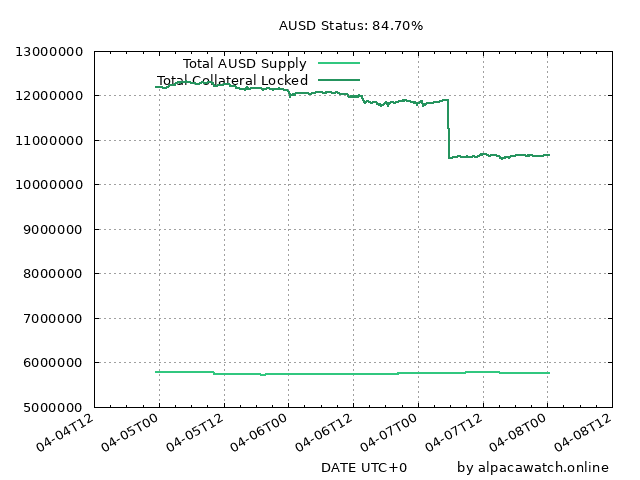 AUSD Status: 84.70%
Total AUSD Supply
Total Collateral Locked
13000000
12000000
11000000
10000000
9000000
8000000
7000000
6000000
5000000
04-04T12
04-05T00
04-05T12
04-06T00
04-06T12
04-07T00
04-07T12
04-08T00
04-08T12
DATE UTC+0
by alpacawatch.online